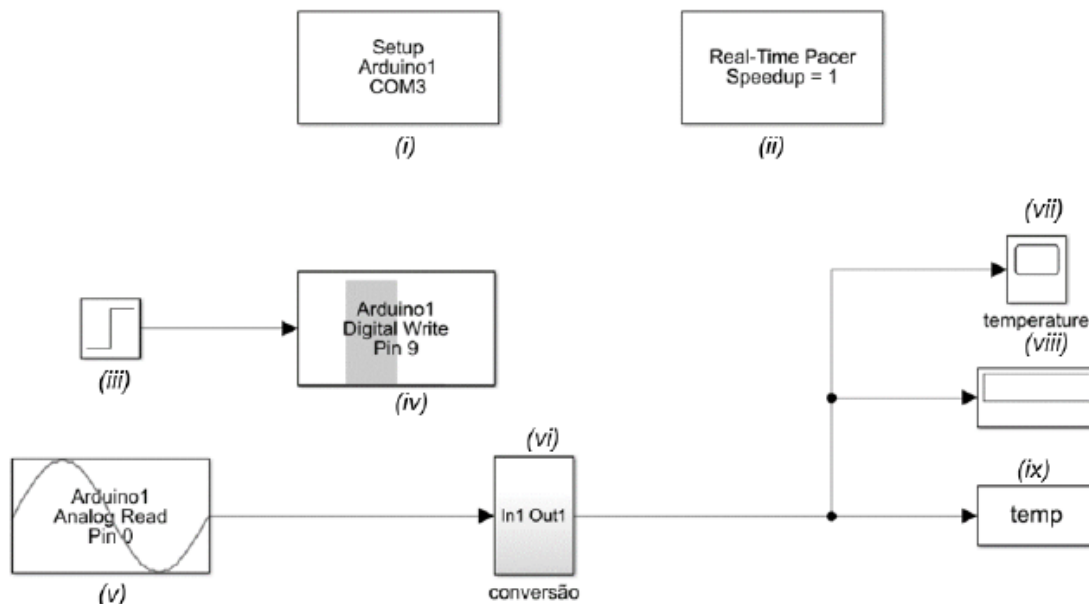 Setup
Arduino1
COM3
(i)
Real-Time Pacer
Speedup = 1
(ii)
(iii)
Arduino1
Digital Write
Pin 9
(iv)
(vii)
temperature
(viii)
Arduino1
Analog Read
Pin 0
(v)
(vi)
In1 Out1
conversão
(ix)
temp